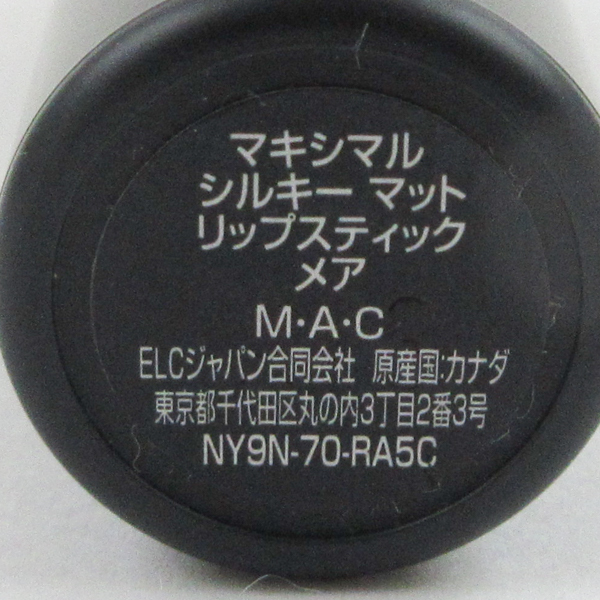 マキシマル
シルキー マット
リップスティック
メア
M・A・C
ELCジャパン合同会社 原産国:カナダ
東京都千代田区丸の内3丁目2番3号
NY9N-70-RA5C